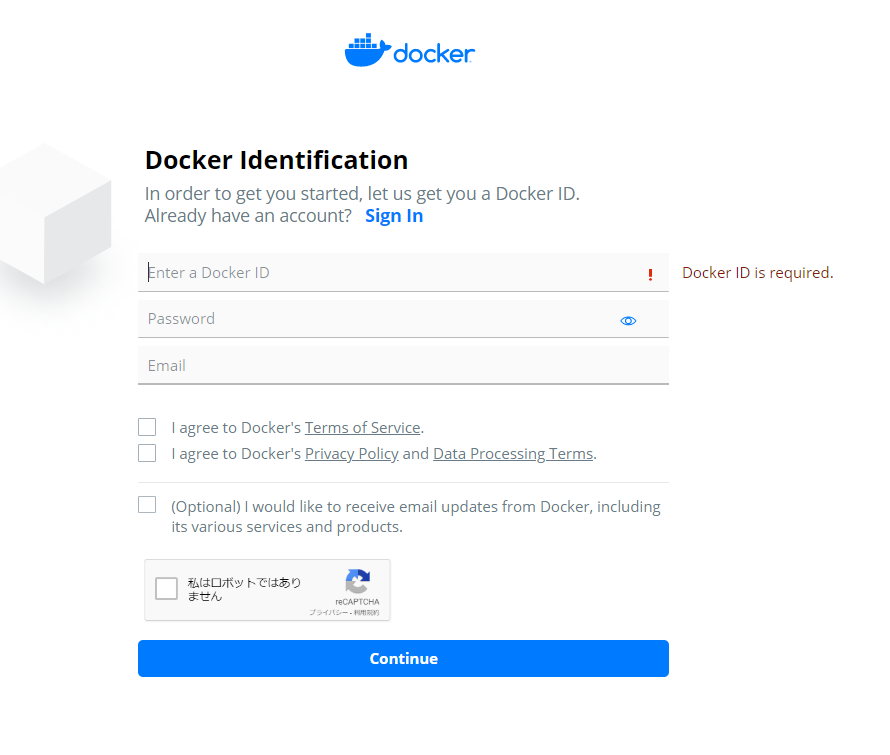 docker
Docker Identification
In order to get you started, let us get you a Docker ID.
Already have an account? Sign In
Enter a Docker ID ! Docker ID is required.
Password
Email
I agree to Docker's Terms of Service.
I agree to Docker's Privacy Policy and Data Processing Terms.
(Optional) I would like to receive email updates from Docker, including
its various services and products.
私はロボットではあり
ません
reCAPTCHA
プライバシー - 利用規約
Continue